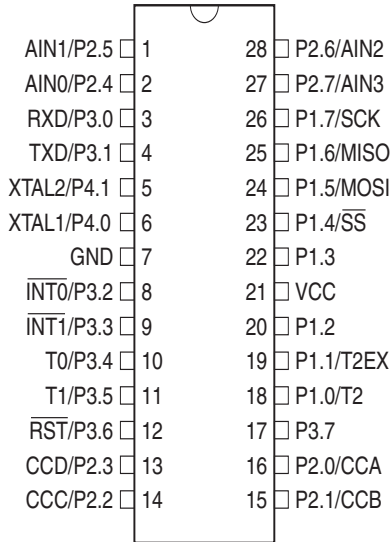 AIN1/P2.5 1 28 P2.6/AIN2
AIN0/P2.4 2 27 P2.7/AIN3
RXD/P3.0 3 26 P1.7/SCK
TXD/P3.1 4 25 P1.6/MISO
XTAL2/P4.1 5 24 P1.5/MOSI
XTAL1/P4.0 6 23 P1.4/S̅S̅
GND 7 22 P1.3
I̅N̅T̅0̅/P3.2 8 21 VCC
I̅N̅T̅1̅/P3.3 9 20 P1.2
T0/P3.4 10 19 P1.1/T2EX
T1/P3.5 11 18 P1.0/T2
R̅S̅T̅/P3.6 12 17 P3.7
CCD/P2.3 13 16 P2.0/CCA
CCC/P2.2 14 15 P2.1/CCB